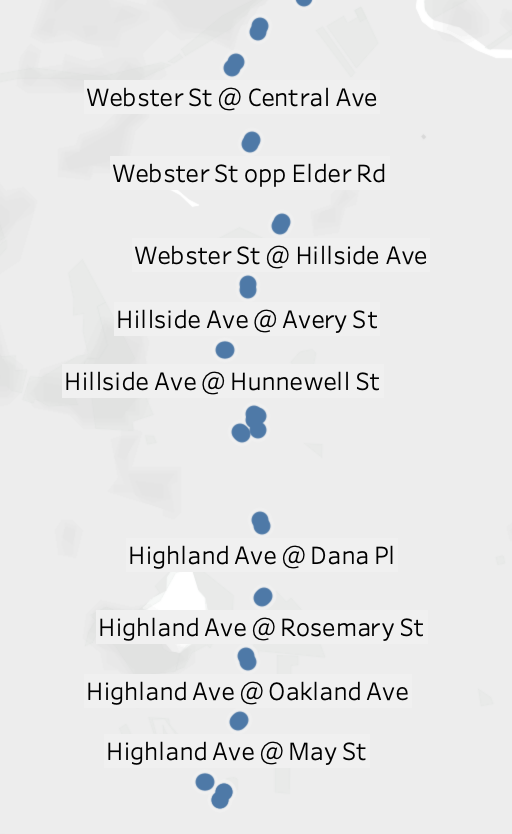 Webster St @ Central Ave
Webster St opp Elder Rd
Webster St @ Hillside Ave
Hillside Ave @ Avery St
Hillside Ave @ Hunnewell St
Highland Ave @ Dana Pl
Highland Ave @ Rosemary St
Highland Ave @ Oakland Ave
Highland Ave @ May St